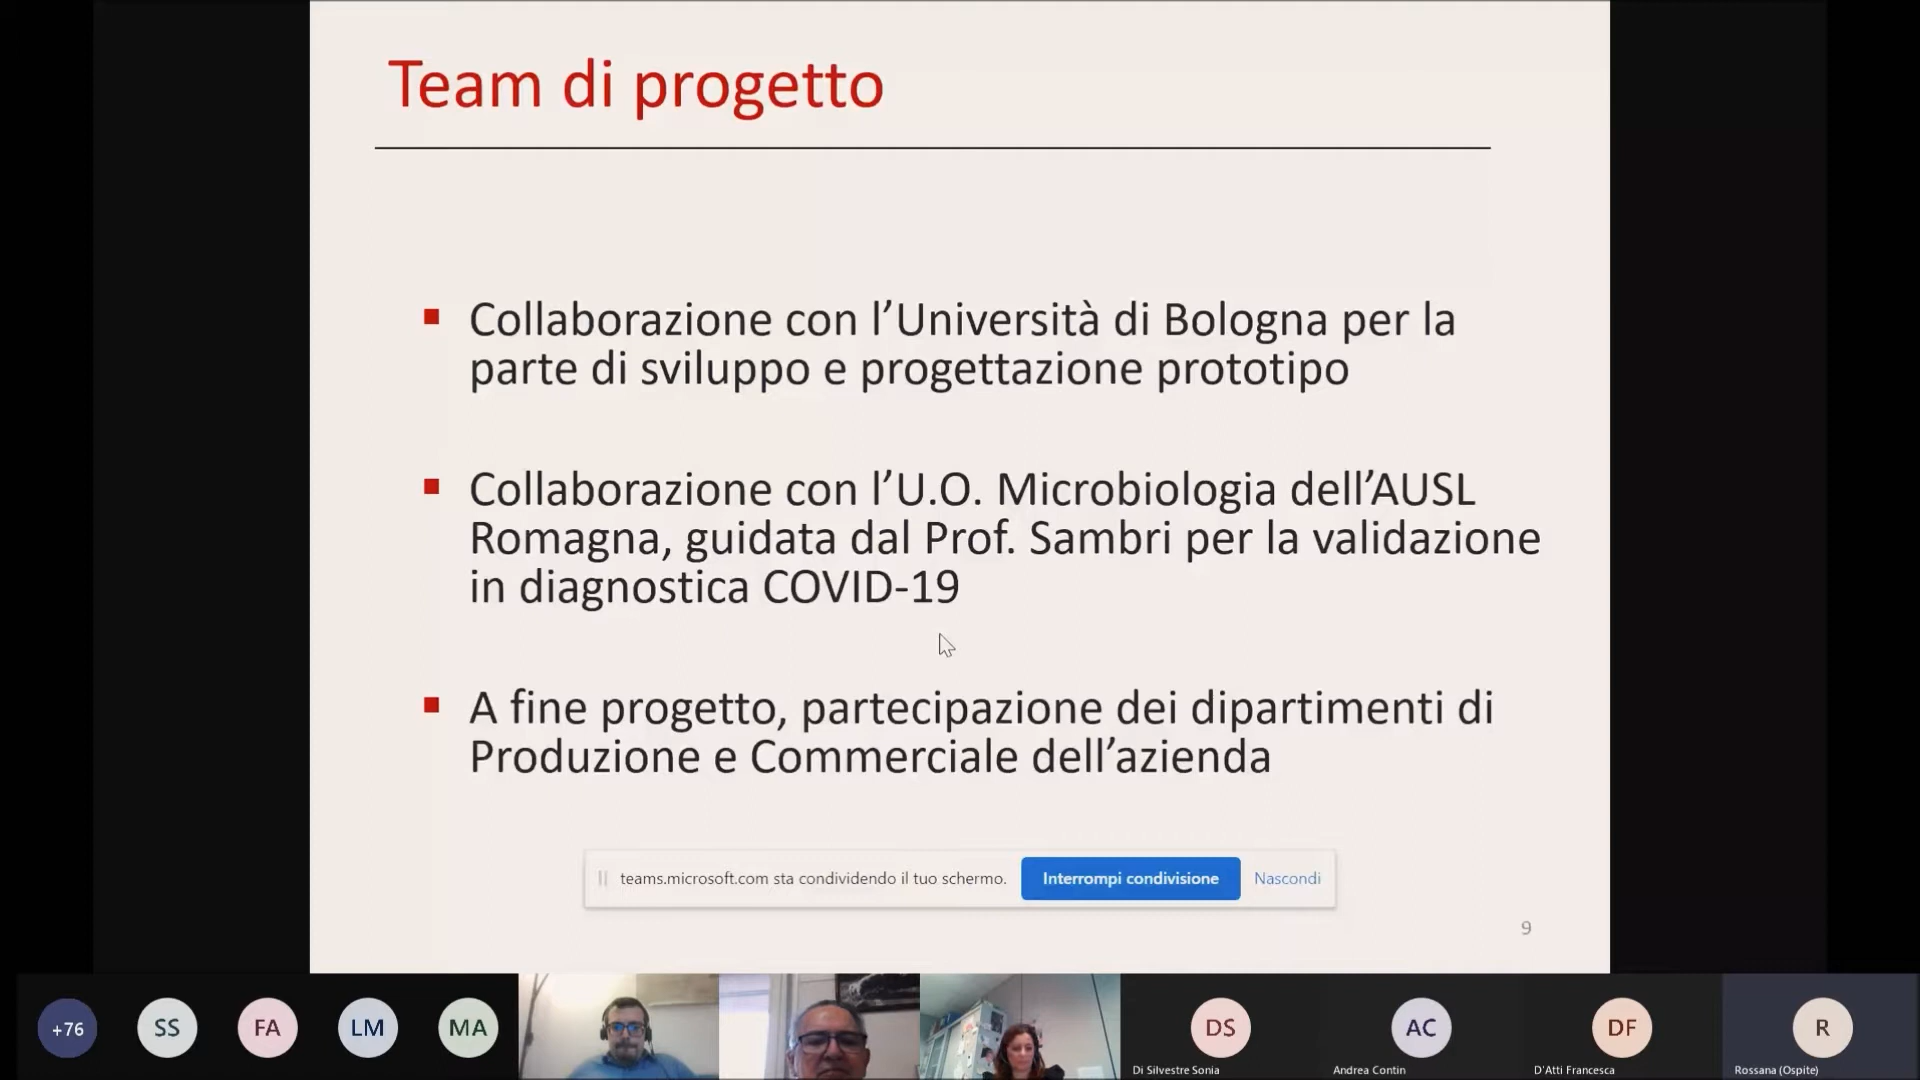 Team di progetto
Collaborazione con l’Università di Bologna per la
parte di sviluppo e progettazione prototipo
Collaborazione con l’U.O. Microbiologia dell’AUSL
Romagna, guidata dal Prof. Sambri per la validazione
in diagnostica COVID-19
A fine progetto, partecipazione dei dipartimenti di
Produzione e Commerciale dell’azienda
teams.microsoft.com sta condividendo il tuo schermo. Interrompi condivisione Nascondi
9
+76 SS FA LM MA DS AC DF R
Di Silvestre Sonia Andrea Contin D'Atti Francesca Rossana (Ospite)